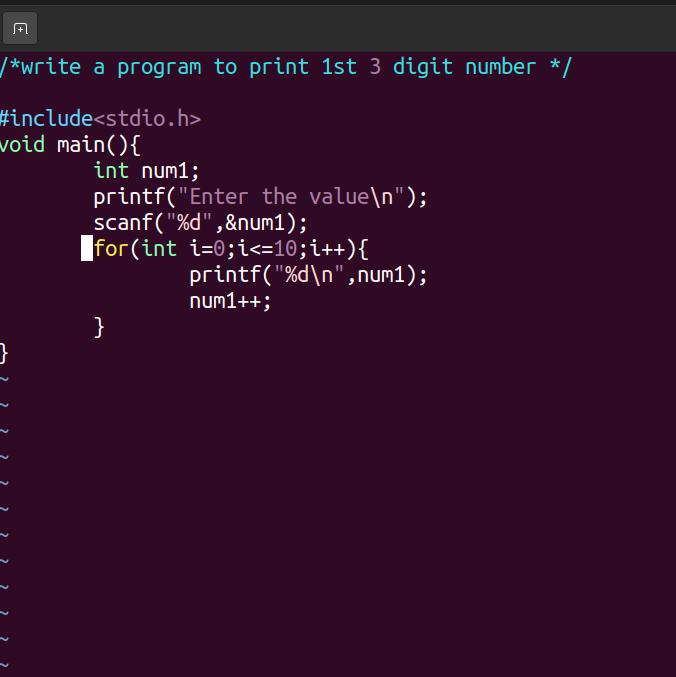 /*write a program to print 1st 3 digit number */
#include<stdio.h>
void main(){
int num1;
printf("Enter the value\n");
scanf("%d",&num1);
for(int i=0;i<=10;i++){
printf("%d\n",num1);
num1++;
}
}
~
~
~
~
~
~
~
~
~
~
~
~